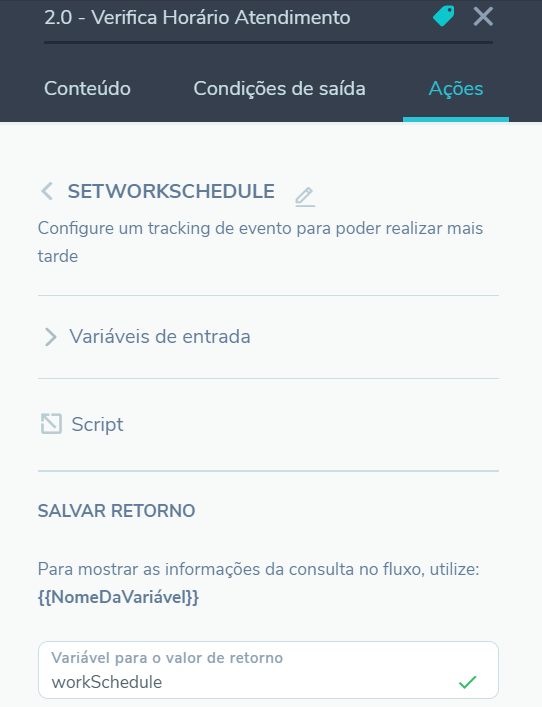 2.0 - Verifica Horário Atendimento
Conteúdo
Condições de saída
Ações
SETWORKSCHEDULE
Configure um tracking de evento para poder realizar mais
tarde
Variáveis de entrada
Script
SALVAR RETORNO
Para mostrar as informações da consulta no fluxo, utilize:
{{NomeDaVariável}}
Variável para o valor de retorno
workSchedule